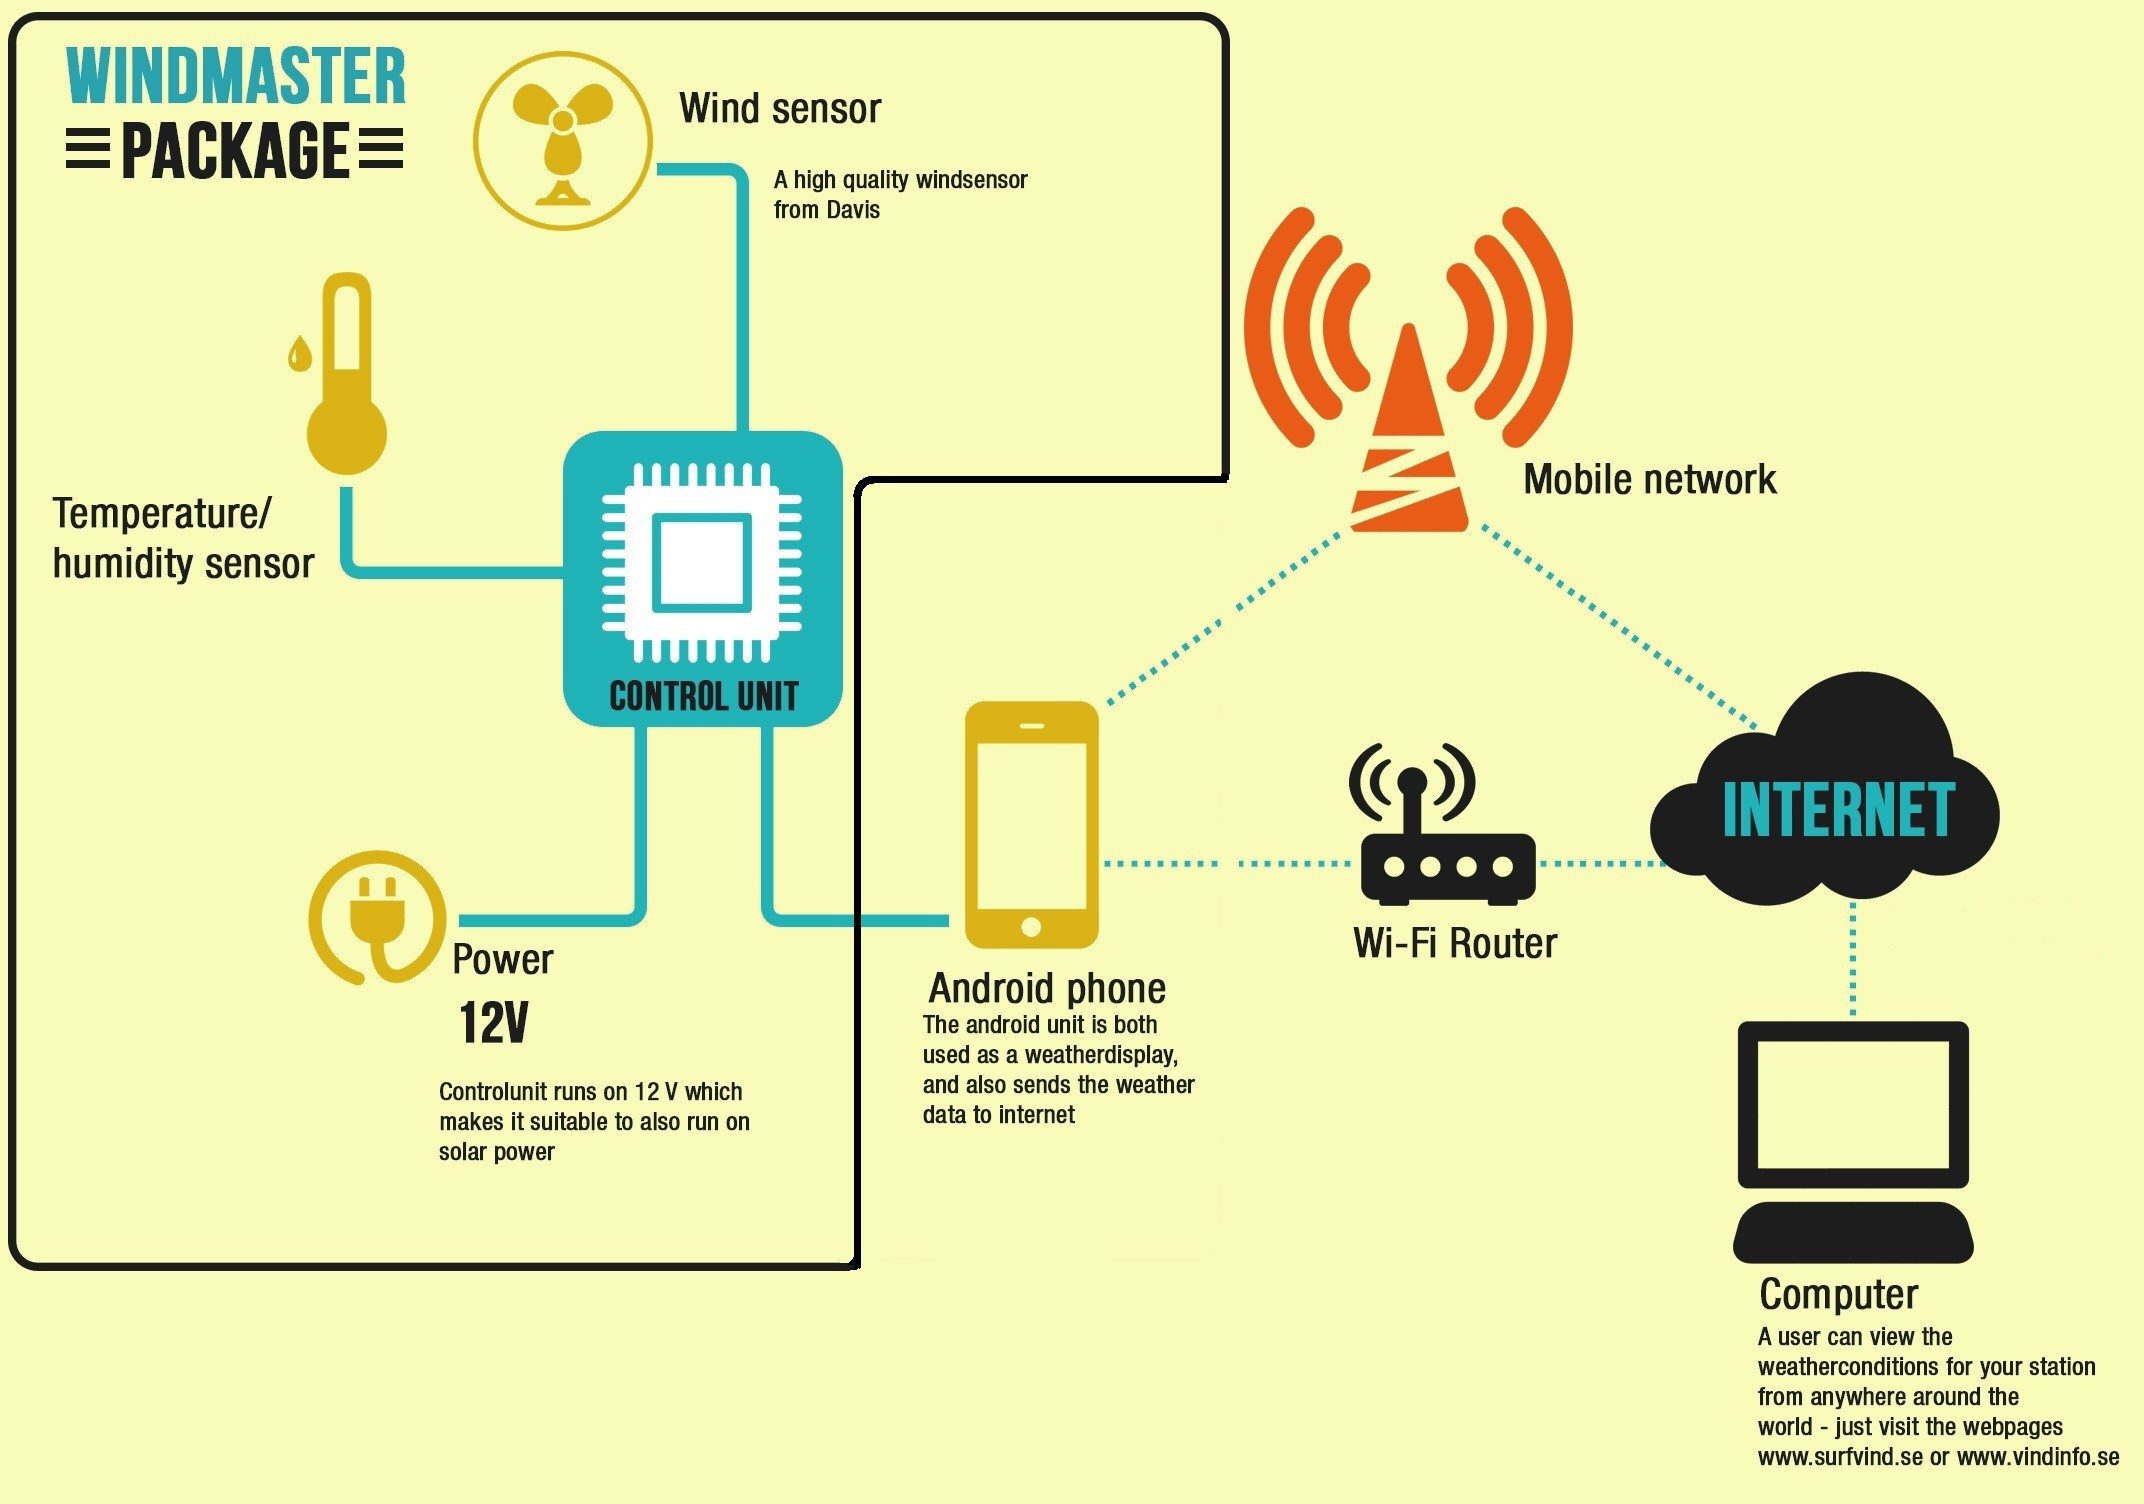 WINDMASTER
PACKAGE
Wind sensor
A high quality windsensor
from Davis
Temperature/
humidity sensor
CONTROL UNIT
Power
12V
Controlunit runs on 12 V which
makes it suitable to also run on
solar power
Android phone
The android unit is both
used as a weatherdisplay,
and also sends the weather
data to internet
Mobile network
Wi-Fi Router
INTERNET
Computer
A user can view the
weatherconditions for your station
from anywhere around the
world - just visit the webpages
www.surfvind.se or www.vindinfo.se